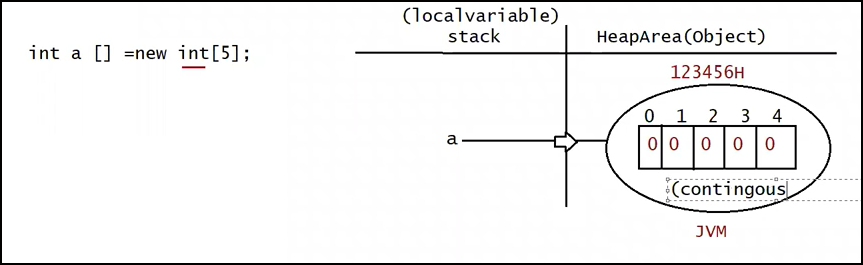 (localvariable)
stack
HeapArea(Object)
int a [] =new int[5];
123456H
0 1 2 3 4
a
0 0 0 0 0
(contingous
JVM